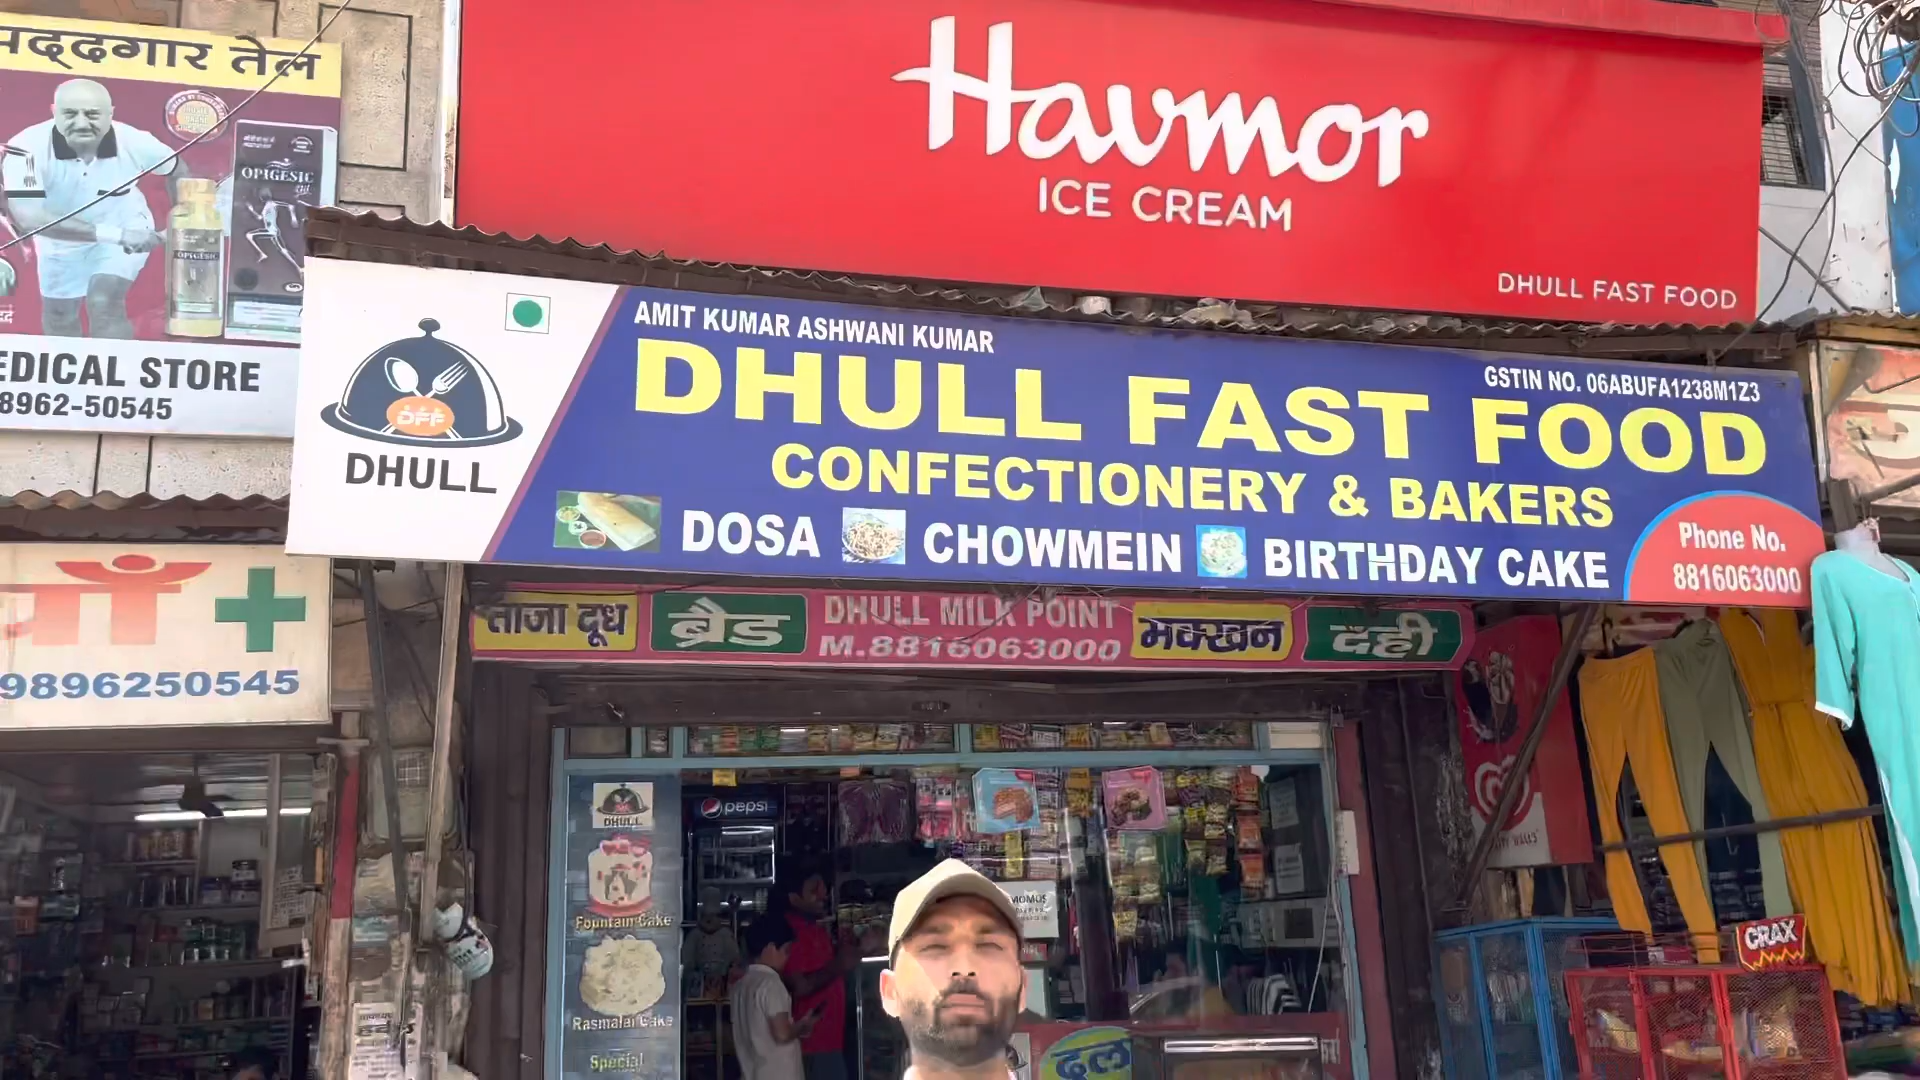 मददगार तेल
OPIGESIC
OPIGESIC
EDICAL STORE
8962-50545
9896250545
Havmor
ICE CREAM
DHULL FAST FOOD
AMIT KUMAR ASHWANI KUMAR
GSTIN NO. 06ABUFA1238M1Z3
DFF
DHULL
DHULL FAST FOOD
CONFECTIONERY & BAKERS
DOSA CHOWMEIN BIRTHDAY CAKE
Phone No.
8816063000
ताजा दूध
ब्रैड
DHULL MILK POINT
M.8816063000
मक्खन
दही
DHULL
pepsi
Fountain Cake
Rasmalai Cake
Special
MOMOS
CRAX